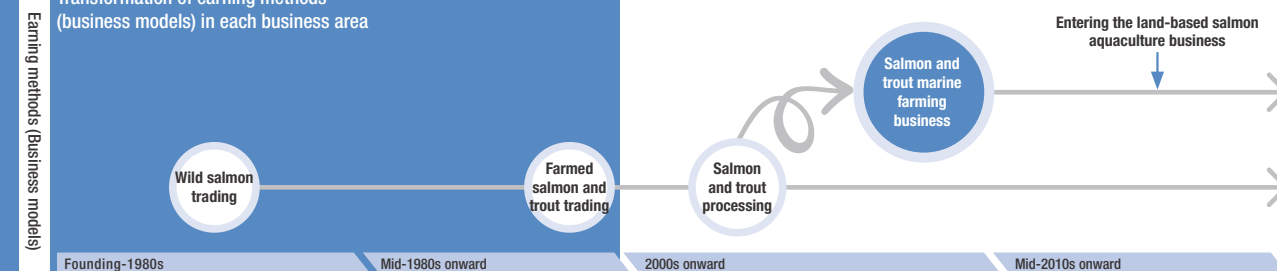 Transformation of earning methods
(business models) in each business area
Earning methods (Business models)
Entering the land-based salmon
aquaculture business
Salmon and
trout marine
farming
business
Wild salmon
trading
Farmed
salmon and
trout trading
Salmon
and trout
processing
Founding-1980s
Mid-1980s onward
2000s onward
Mid-2010s onward